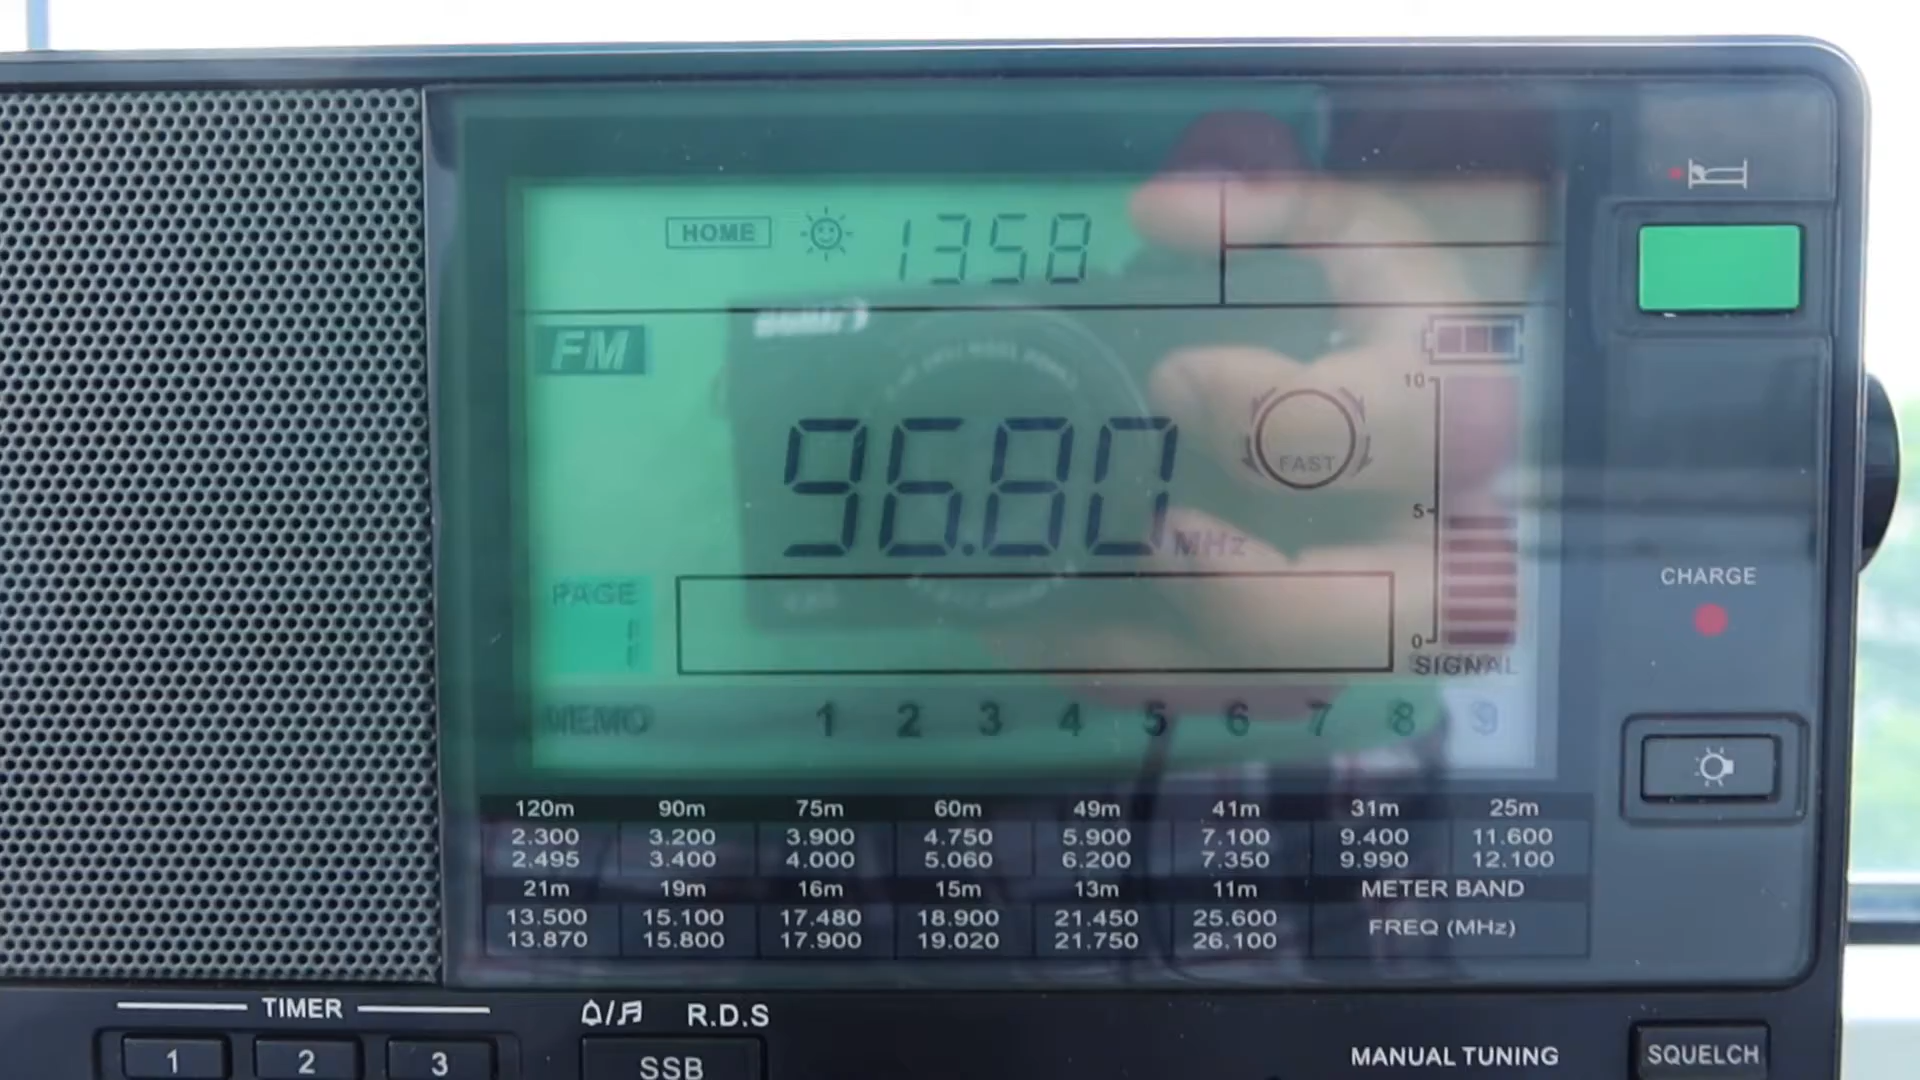 HOME 1358
FM
96.80 MHz
FAST
10
5
0
SIGNAL
PAGE
1
MEMO 1 2 3 4 5 6 7 8 9
CHARGE
120m 90m 75m 60m 49m 41m 31m 25m
2.300 3.200 3.900 4.750 5.900 7.100 9.400 11.600
2.495 3.400 4.000 5.060 6.200 7.350 9.990 12.100
21m 19m 16m 15m 13m 11m METER BAND
13.500 15.100 17.480 18.900 21.450 25.600 FREQ (MHz)
13.870 15.800 17.900 19.020 21.750 26.100
TIMER R.D.S
1 2 3 SSB
MANUAL TUNING SQUELCH